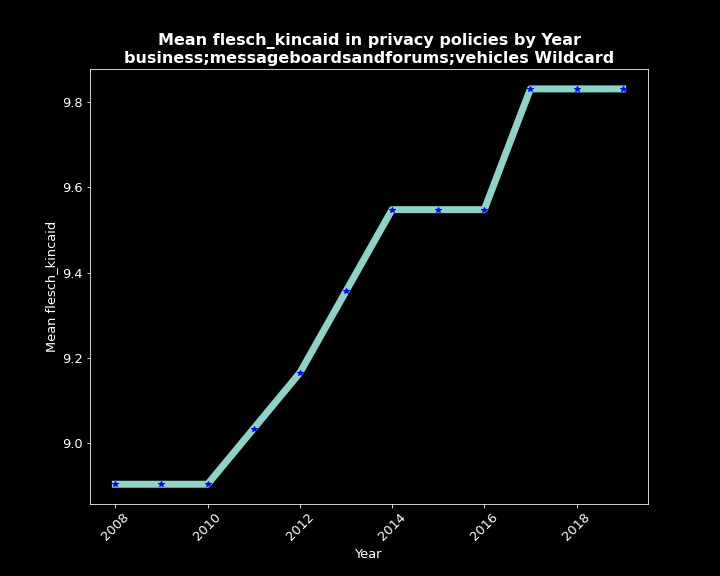 Mean flesch_kincaid in privacy policies by Year
business;messageboardsandforums;vehicles Wildcard
Mean flesch_kincaid
9.8
9.6
9.4
9.2
9.0
2008
2010
2012
2014
2016
2018
Year